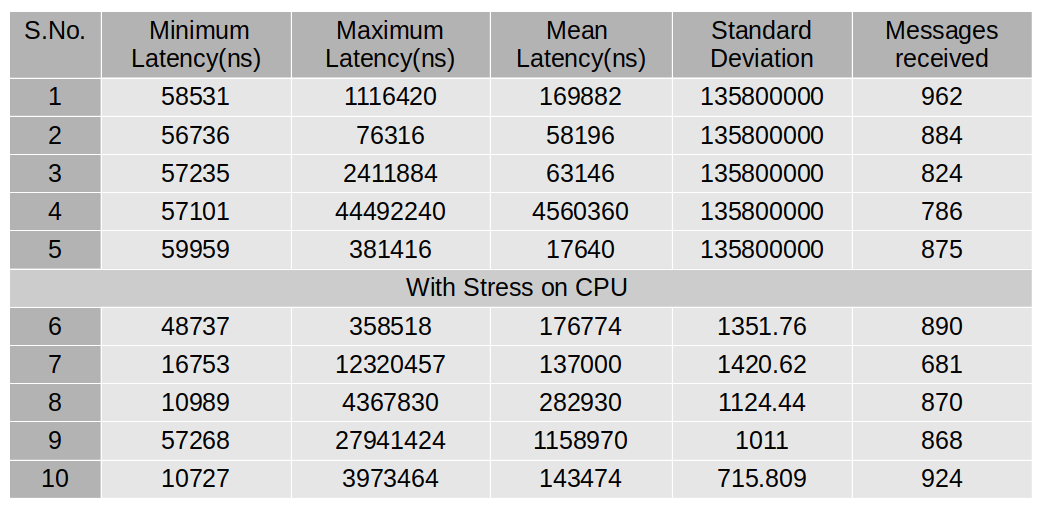 S.No. Minimum Latency(ns) Maximum Latency(ns) Mean Latency(ns) Standard Deviation Messages received
1 58531 1116420 169882 135800000 962
2 56736 76316 58196 135800000 884
3 57235 2411884 63146 135800000 824
4 57101 44492240 4560360 135800000 786
5 59959 381416 17640 135800000 875
With Stress on CPU
6 48737 358518 176774 1351.76 890
7 16753 12320457 137000 1420.62 681
8 10989 4367830 282930 1124.44 870
9 57268 27941424 1158970 1011 868
10 10727 3973464 143474 715.809 924